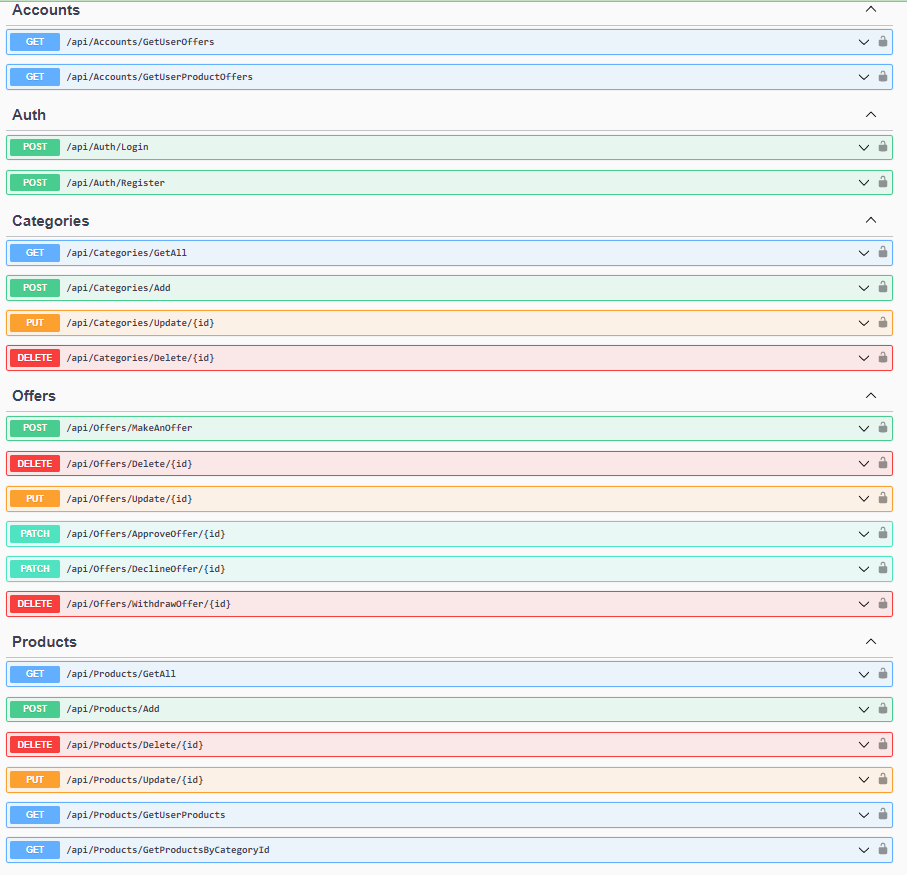 Accounts
GET /api/Accounts/GetUserOffers
GET /api/Accounts/GetUserProductOffers
Auth
POST /api/Auth/Login
POST /api/Auth/Register
Categories
GET /api/Categories/GetAll
POST /api/Categories/Add
PUT /api/Categories/Update/{id}
DELETE /api/Categories/Delete/{id}
Offers
POST /api/Offers/MakeAnOffer
DELETE /api/Offers/Delete/{id}
PUT /api/Offers/Update/{id}
PATCH /api/Offers/ApproveOffer/{id}
PATCH /api/Offers/DeclineOffer/{id}
DELETE /api/Offers/WithdrawOffer/{id}
Products
GET /api/Products/GetAll
POST /api/Products/Add
DELETE /api/Products/Delete/{id}
PUT /api/Products/Update/{id}
GET /api/Products/GetUserProducts
GET /api/Products/GetProductsByCategoryId